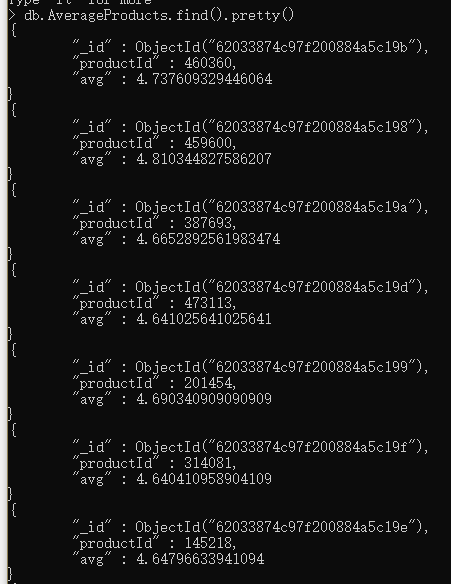 Type "it" for more
> db.AverageProducts.find().pretty()
{
"_id" : ObjectId("62033874c97f200884a5c19b"),
"productId" : 460360,
"avg" : 4.737609329446064
}
{
"_id" : ObjectId("62033874c97f200884a5c198"),
"productId" : 459600,
"avg" : 4.810344827586207
}
{
"_id" : ObjectId("62033874c97f200884a5c19a"),
"productId" : 387693,
"avg" : 4.6652892561983474
}
{
"_id" : ObjectId("62033874c97f200884a5c19d"),
"productId" : 473113,
"avg" : 4.641025641025641
}
{
"_id" : ObjectId("62033874c97f200884a5c199"),
"productId" : 201454,
"avg" : 4.690340909090909
}
{
"_id" : ObjectId("62033874c97f200884a5c19f"),
"productId" : 314081,
"avg" : 4.640410958904109
}
{
"_id" : ObjectId("62033874c97f200884a5c19e"),
"productId" : 145218,
"avg" : 4.64796633941094
}